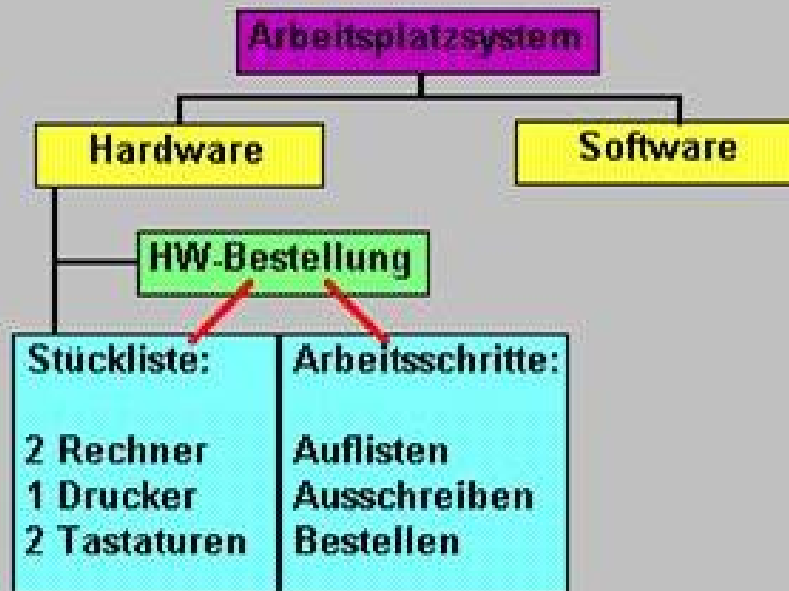 Arbeitsplatzsystem
Hardware
Software
HW-Bestellung
Stückliste:
2 Rechner
1 Drucker
2 Tastaturen
Arbeitsschritte:
Auflisten
Ausschreiben
Bestellen